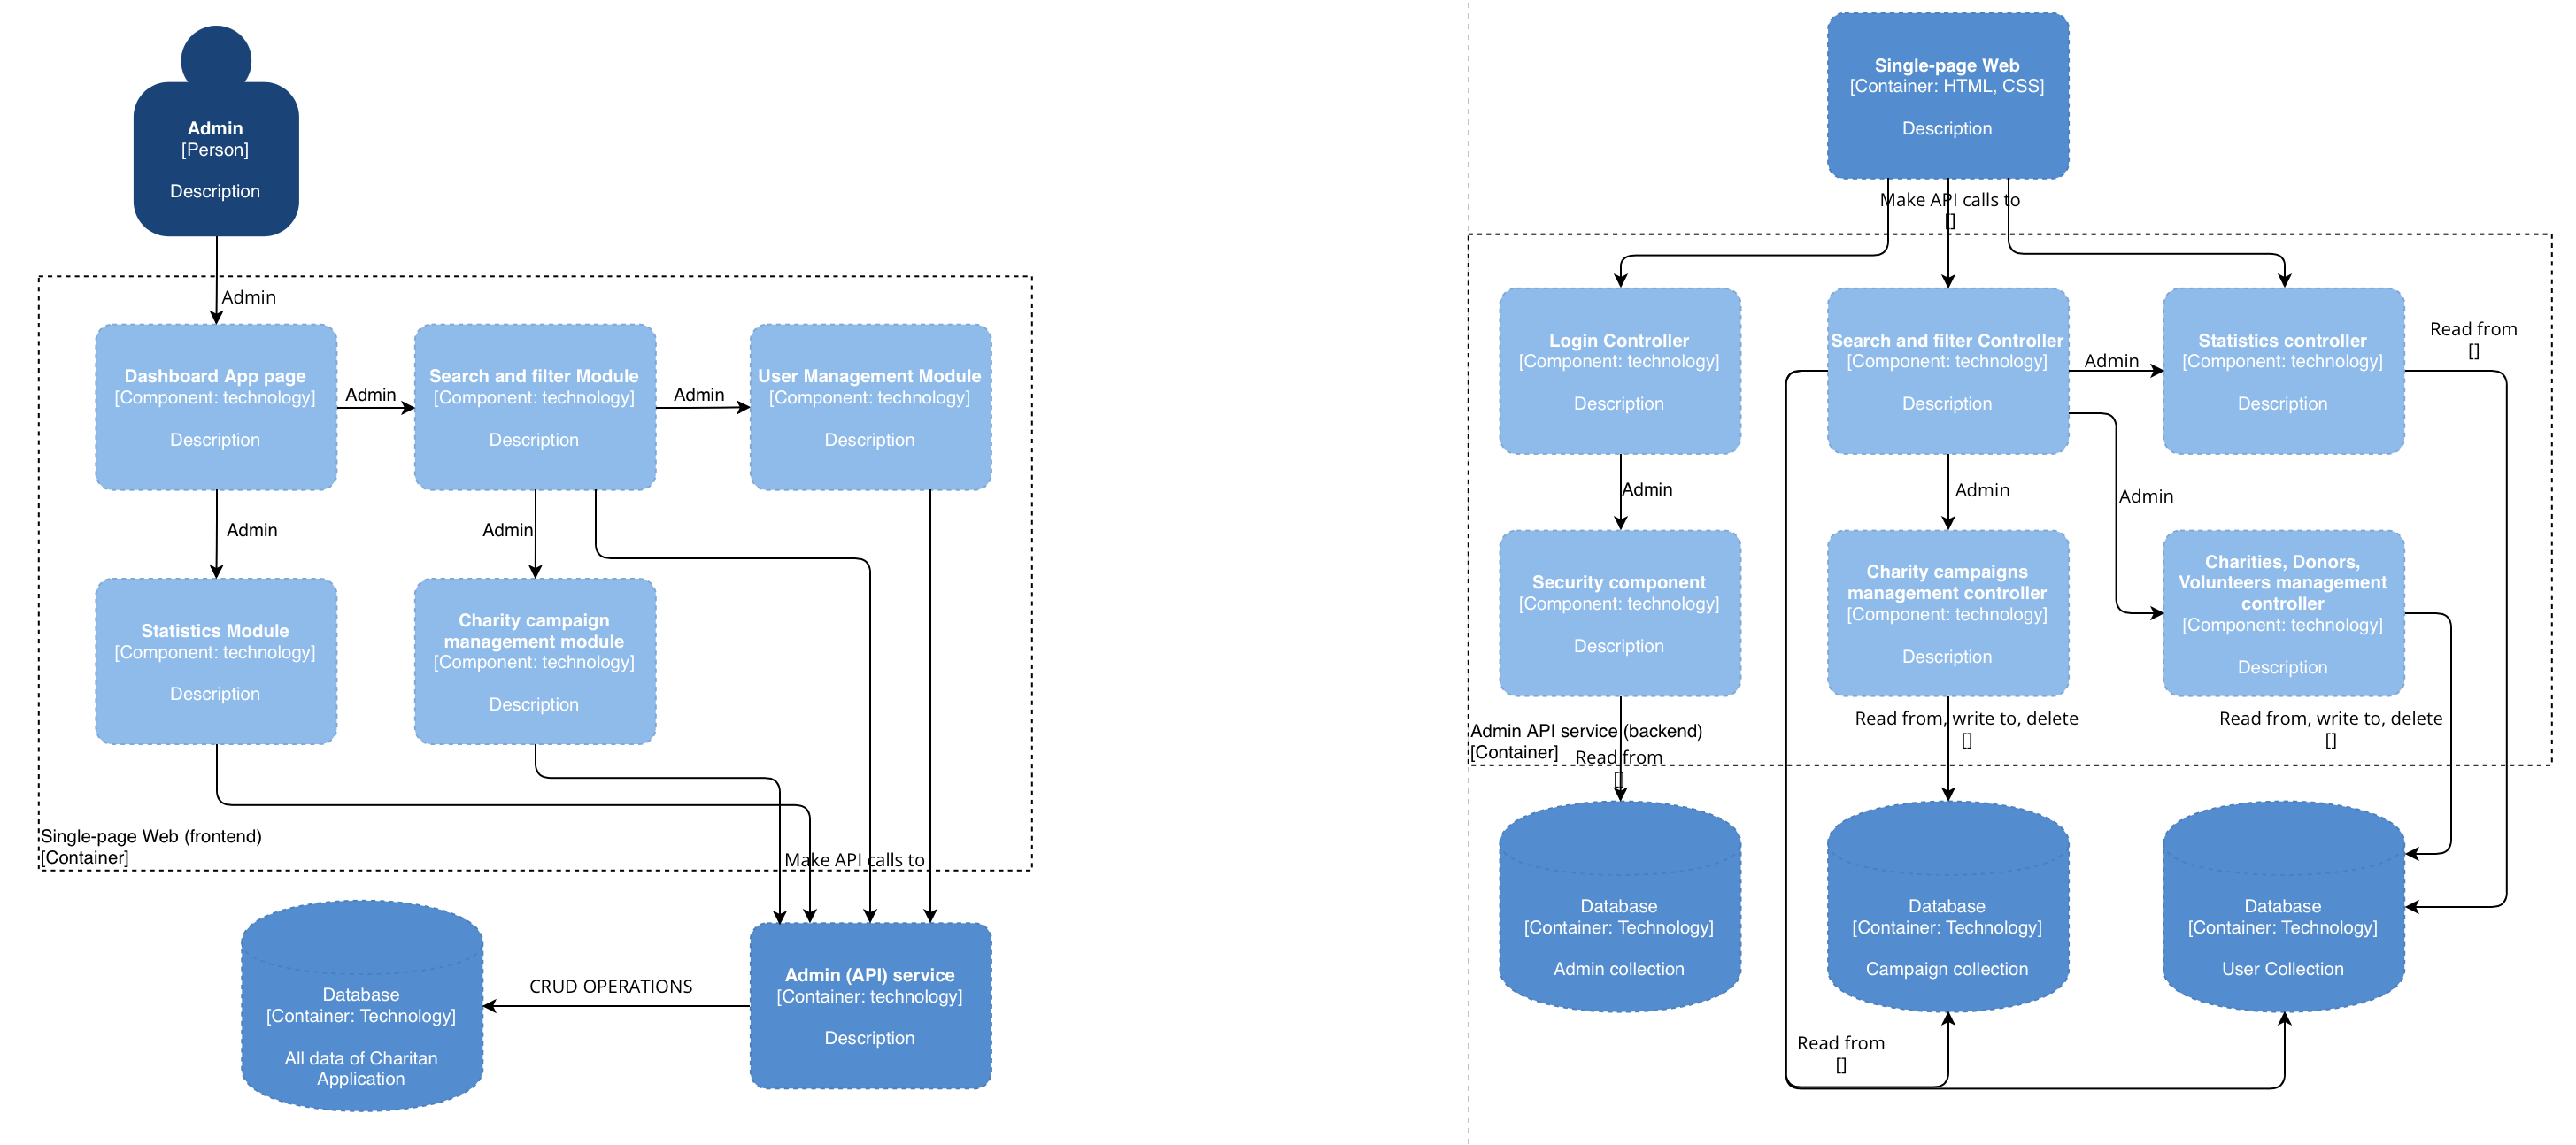 Admin
[Person]
Description
Admin
Dashboard App page
[Component: technology]
Description
Admin
Search and filter Module
[Component: technology]
Description
Admin
User Management Module
[Component: technology]
Description
Admin
Admin
Statistics Module
[Component: technology]
Description
Charity campaign
management module
[Component: technology]
Description
Single-page Web (frontend)
[Container]
Make API calls to
Database
[Container: Technology]
All data of Charitan
Application
CRUD OPERATIONS
Admin (API) service
[Container: technology]
Description
Single-page Web
[Container: HTML, CSS]
Description
Make API calls to
[]
Login Controller
[Component: technology]
Description
Search and filter Controller
[Component: technology]
Description
Admin
Statistics controller
[Component: technology]
Description
Read from
[]
Admin
Admin
Admin
Security component
[Component: technology]
Description
Charity campaigns
management controller
[Component: technology]
Description
Charities, Donors,
Volunteers management
controller
[Component: technology]
Description
Admin API service (backend)
[Container]
Read from
[]
Read from, write to, delete
[]
Read from, write to, delete
[]
Database
[Container: Technology]
Admin collection
Database
[Container: Technology]
Campaign collection
Database
[Container: Technology]
User Collection
Read from
[]